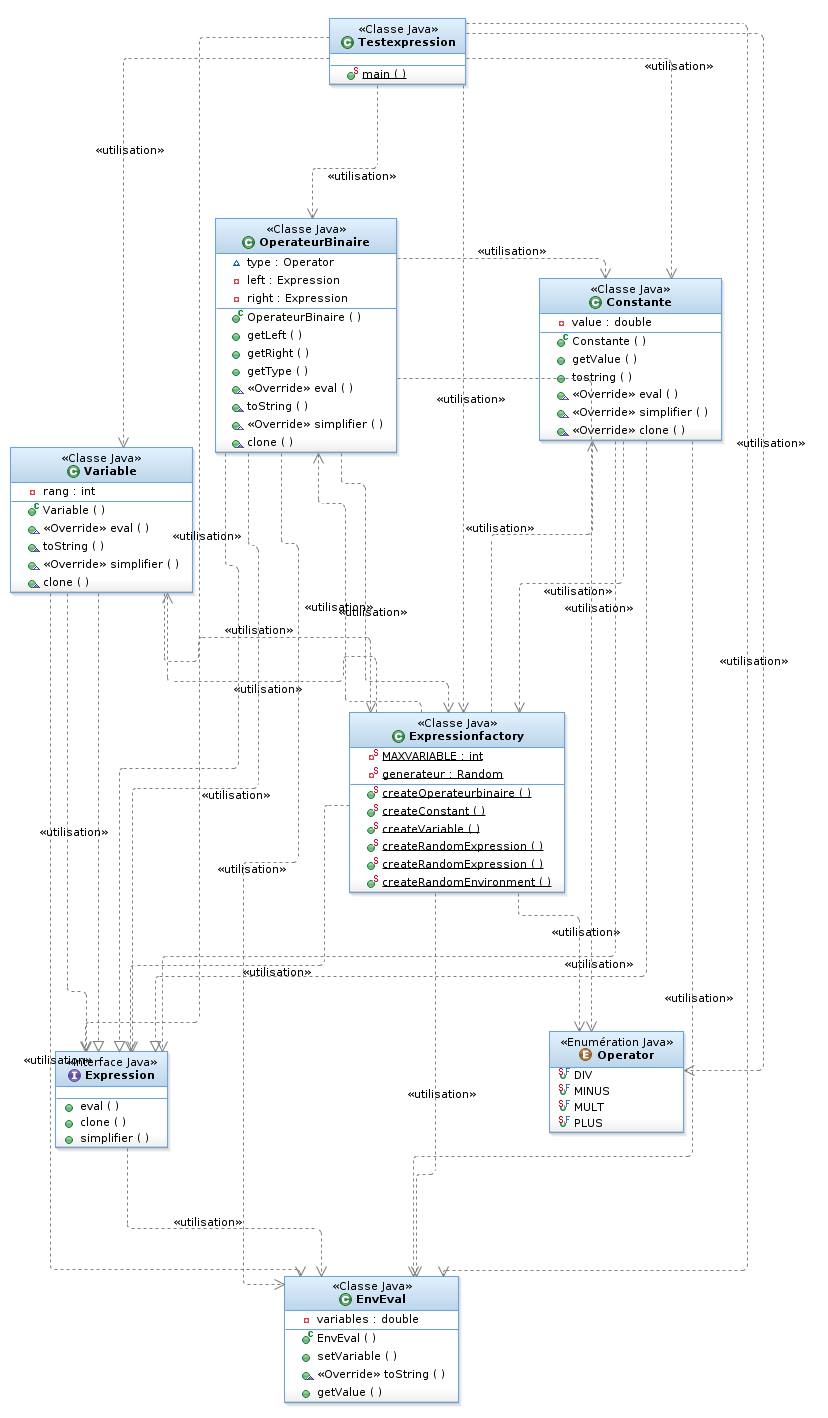 «Classe Java»
Testexpression
main ( )
«utilisation»
«utilisation»
«utilisation»
«Classe Java»
OperateurBinaire
type : Operator
left : Expression
right : Expression
OperateurBinaire ( )
getLeft ( )
getRight ( )
getType ( )
«Override» eval ( )
toString ( )
«Override» simplifier ( )
clone ( )
«utilisation»
«Classe Java»
Constante
value : double
Constante ( )
getValue ( )
tostring ( )
«Override» eval ( )
«Override» simplifier ( )
«Override» clone ( )
«utilisation»
«utilisation»
«Classe Java»
Variable
rang : int
Variable ( )
«Override» eval ( )
toString ( )
«Override» simplifier ( )
clone ( )
«utilisation»
«utilisation»
«utilisation»
«utilisation»
«utilisation»
«utilisation»
«utilisation»
«utilisation»
«utilisation»
«utilisation»
«Classe Java»
Expressionfactory
MAXVARIABLE : int
generateur : Random
createOperateurbinaire ( )
createConstant ( )
createVariable ( )
createRandomExpression ( )
createRandomExpression ( )
createRandomEnvironment ( )
«utilisation»
«utilisation»
«utilisation»
«utilisation»
«utilisation»
«utilisation»
«utilisation»
«utilisation»
«Interface Java»
Expression
eval ( )
clone ( )
simplifier ( )
«Enumération Java»
Operator
DIV
MINUS
MULT
PLUS
«utilisation»
«utilisation»
«Classe Java»
EnvEval
variables : double
EnvEval ( )
setVariable ( )
«Override» toString ( )
getValue ( )